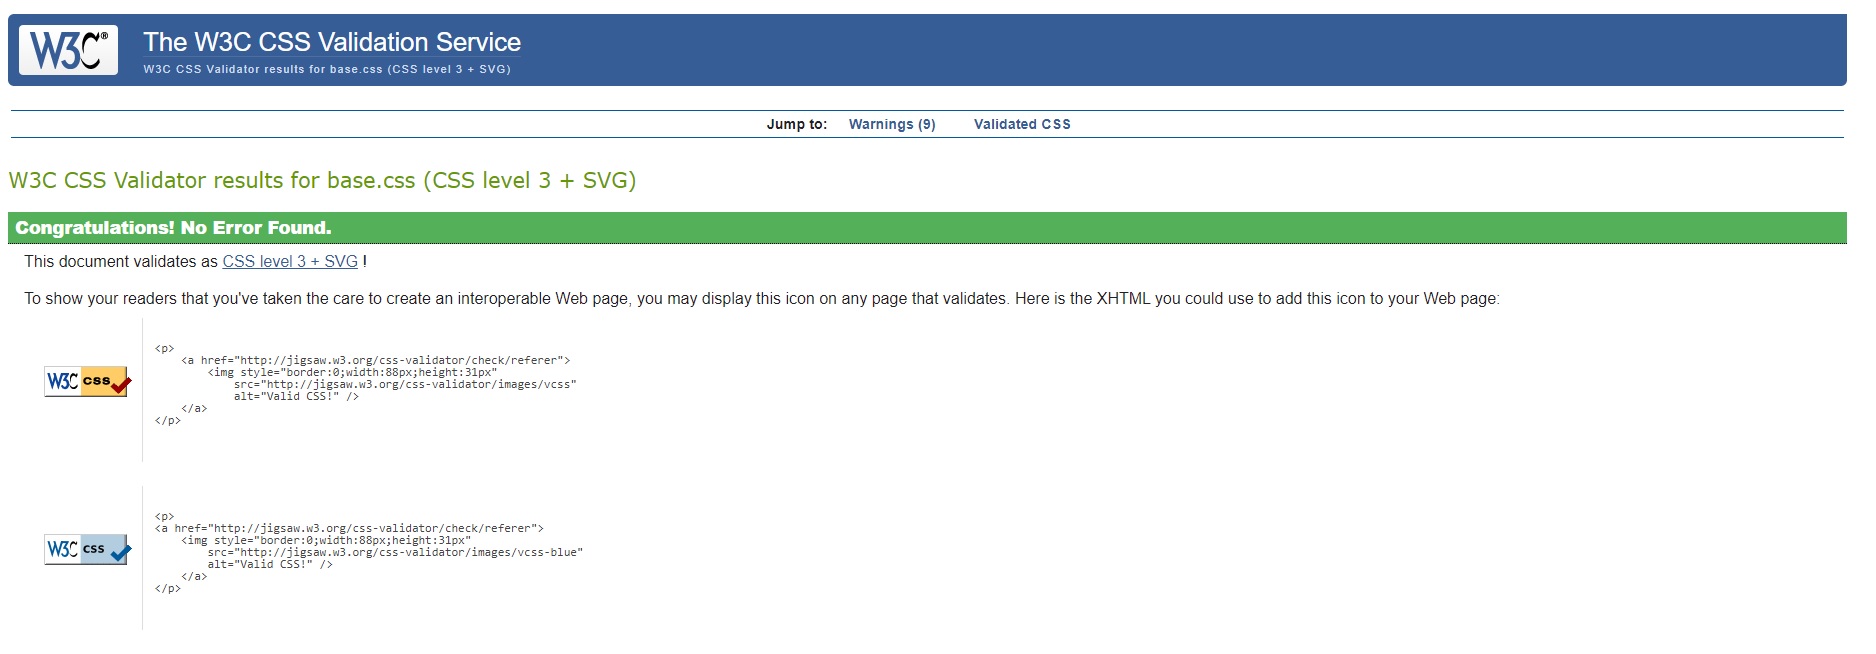 W3C®
The W3C CSS Validation Service
W3C CSS Validator results for base.css (CSS level 3 + SVG)
Jump to: Warnings (9) Validated CSS
W3C CSS Validator results for base.css (CSS level 3 + SVG)
Congratulations! No Error Found.
This document validates as CSS level 3 + SVG !
To show your readers that you've taken the care to create an interoperable Web page, you may display this icon on any page that validates. Here is the XHTML you could use to add this icon to your Web page:
W3C css
<p>
    <a href="http://jigsaw.w3.org/css-validator/check/referer">
        <img style="border:0;width:88px;height:31px"
            src="http://jigsaw.w3.org/css-validator/images/vcss"
            alt="Valid CSS!" />
    </a>
</p>
W3C css
<p>
<a href="http://jigsaw.w3.org/css-validator/check/referer">
    <img style="border:0;width:88px;height:31px"
        src="http://jigsaw.w3.org/css-validator/images/vcss-blue"
        alt="Valid CSS!" />
    </a>
</p>